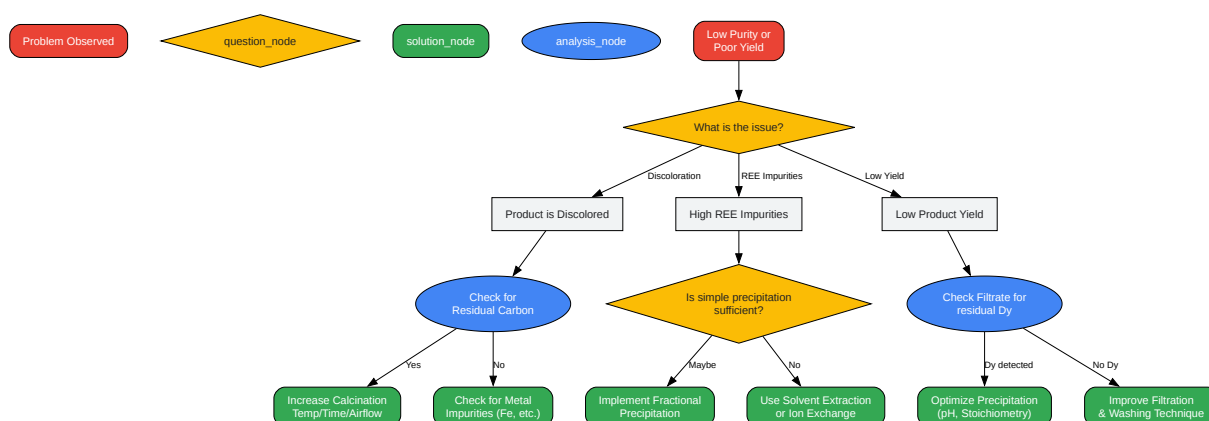 Problem Observed
question_node
solution_node
analysis_node
Low Purity or
Poor Yield
What is the issue?
Discoloration
REE Impurities
Low Yield
Product is Discolored
High REE Impurities
Low Product Yield
Check for
Residual Carbon
Is simple precipitation
sufficient?
Check Filtrate for
residual Dy
Yes
No
Maybe
No
Dy detected
No Dy
Increase Calcination
Temp/Time/Airflow
Check for Metal
Impurities (Fe, etc.)
Implement Fractional
Precipitation
Use Solvent Extraction
or Ion Exchange
Optimize Precipitation
(pH, Stoichiometry)
Improve Filtration
& Washing Technique